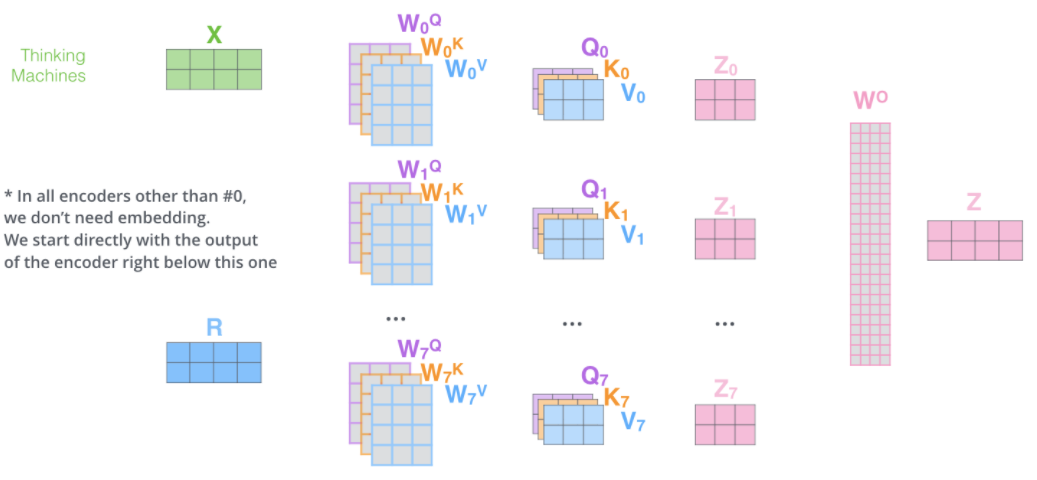 Thinking
Machines
X
W₀Q
W₀K
W₀V
Q₀
K₀
V₀
Z₀
Wᴼ
* In all encoders other than #0,
we don’t need embedding.
We start directly with the output
of the encoder right below this one
W₁Q
W₁K
W₁V
Q₁
K₁
V₁
Z₁
Z
...
...
...
R
W₇Q
W₇K
W₇V
Q₇
K₇
V₇
Z₇